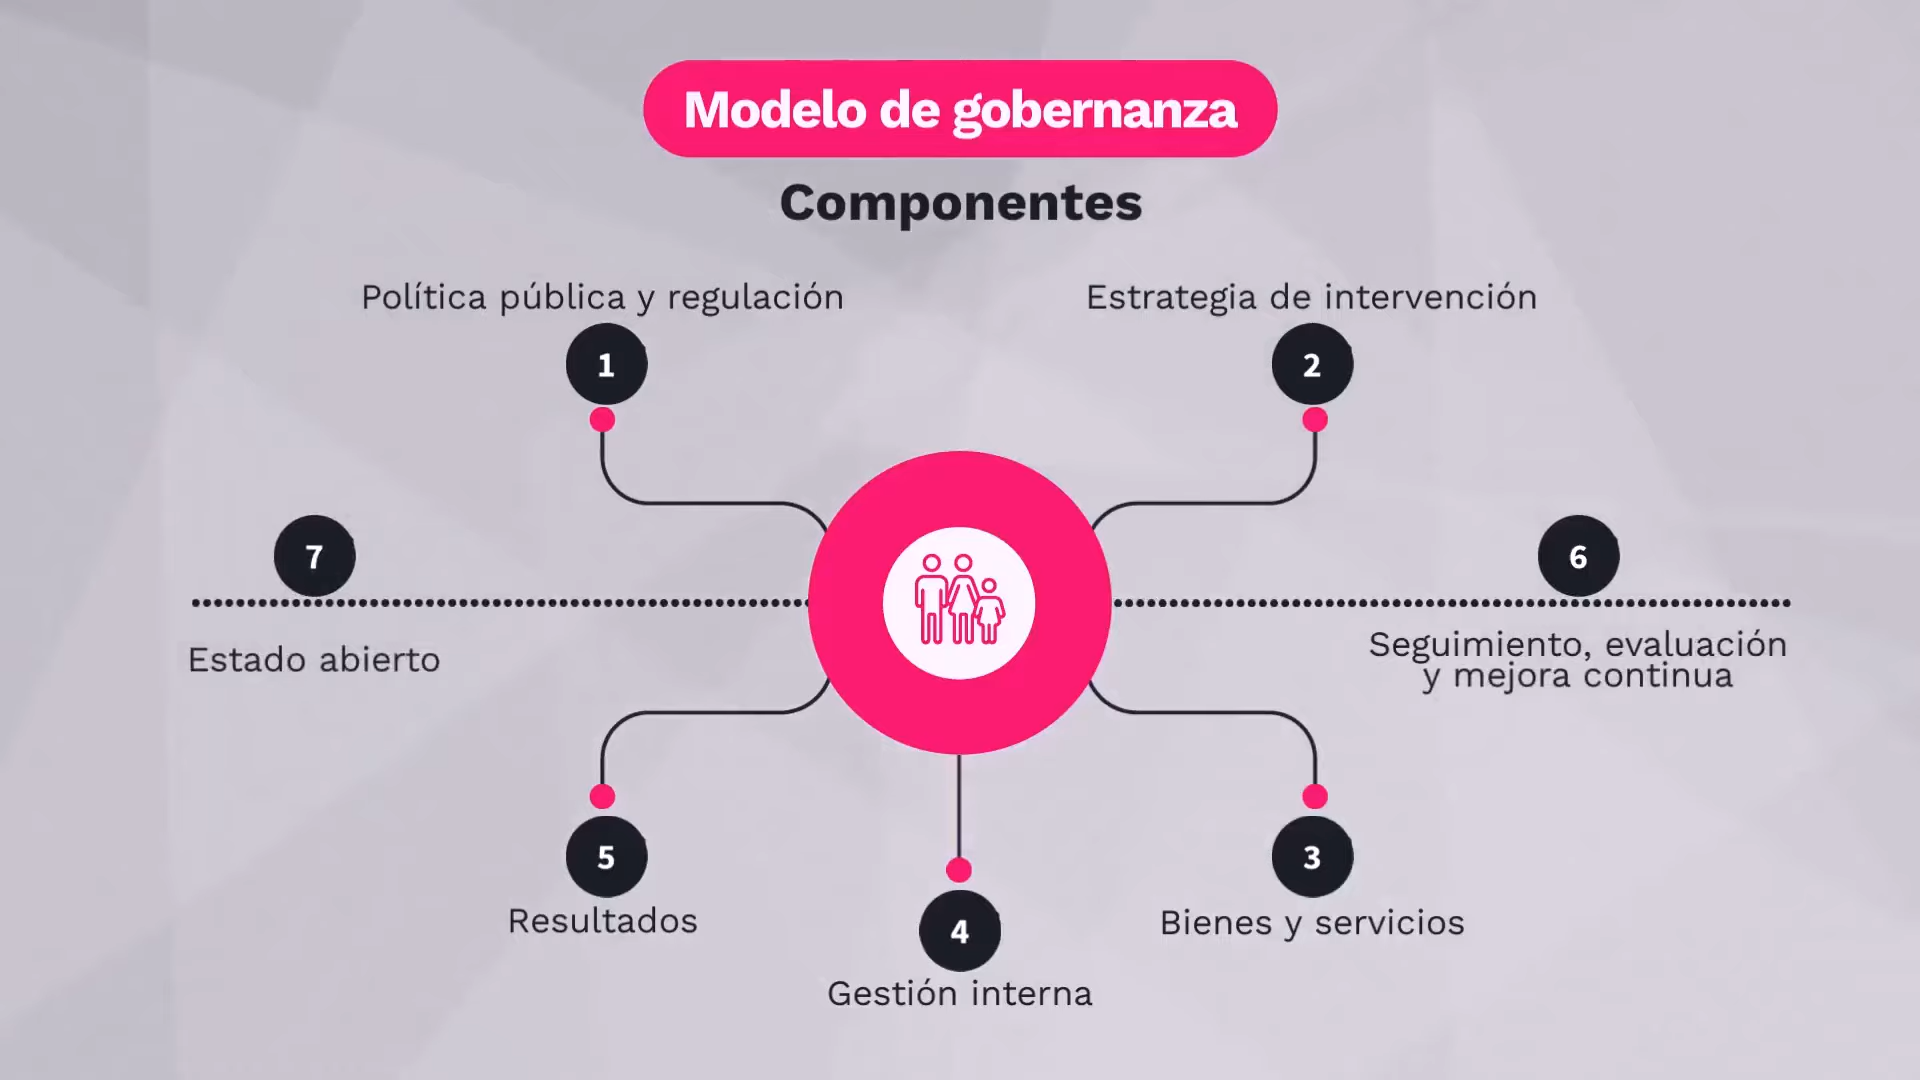 Modelo de gobernanza
Componentes
Política pública y regulación
1
Estrategia de intervención
2
7
Estado abierto
6
Seguimiento, evaluación
y mejora continua
5
Resultados
4
Gestión interna
3
Bienes y servicios